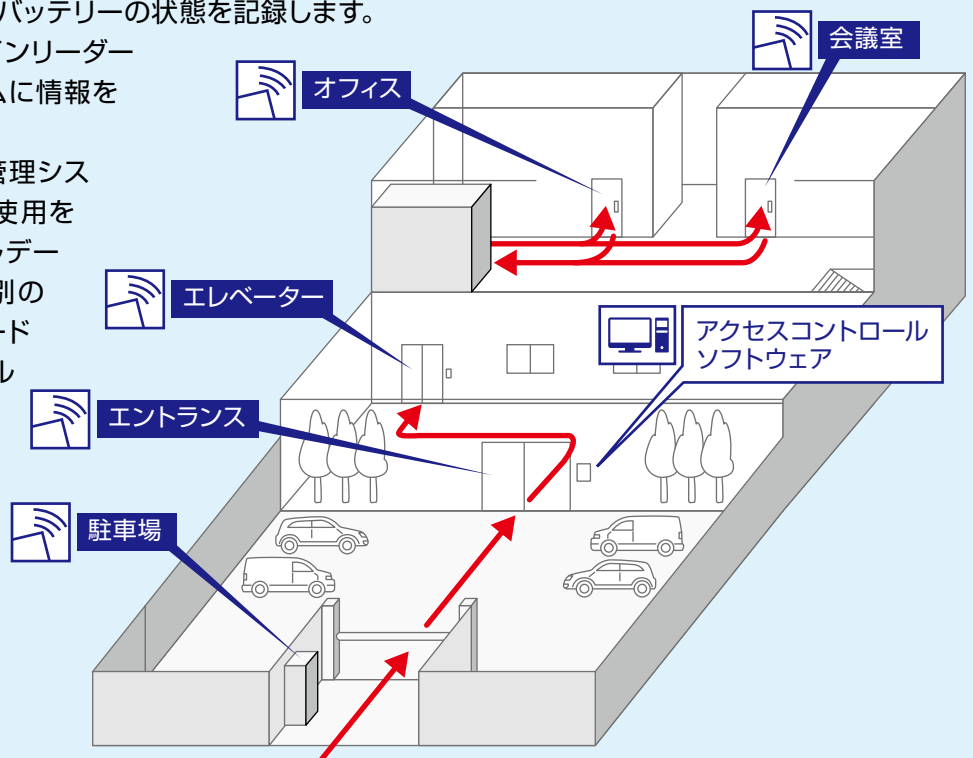 バッテリーの状態を記録します。
インリーダー
ムに情報を
管理シス
使用を
デー
別の
ード
ル
会議室
オフィス
エレベーター
アクセスコントロール
ソフトウェア
エントランス
駐車場